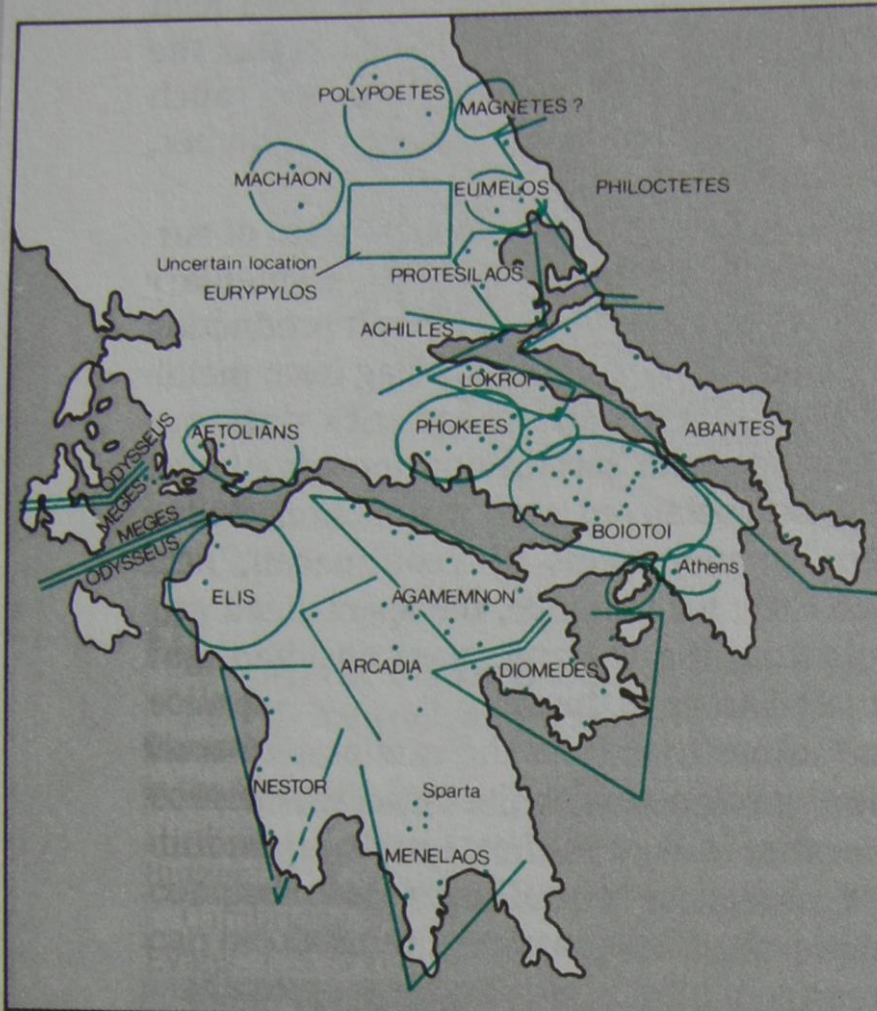 POLYPOETES
MAGNETES ?
MACHAON
EUMELOS
PHILOCTETES
Uncertain location
EURYPYLOS
PROTESILAOS
ACHILLES
LOKROI
AETOLIANS
PHOKEES
ABANTES
ODYSSEUS
MEGES
MEGES
ODYSSEUS
BOIOTOI
Athens
ELIS
AGAMEMNON
ARCADIA
DIOMEDES
NESTOR
Sparta
MENELAOS